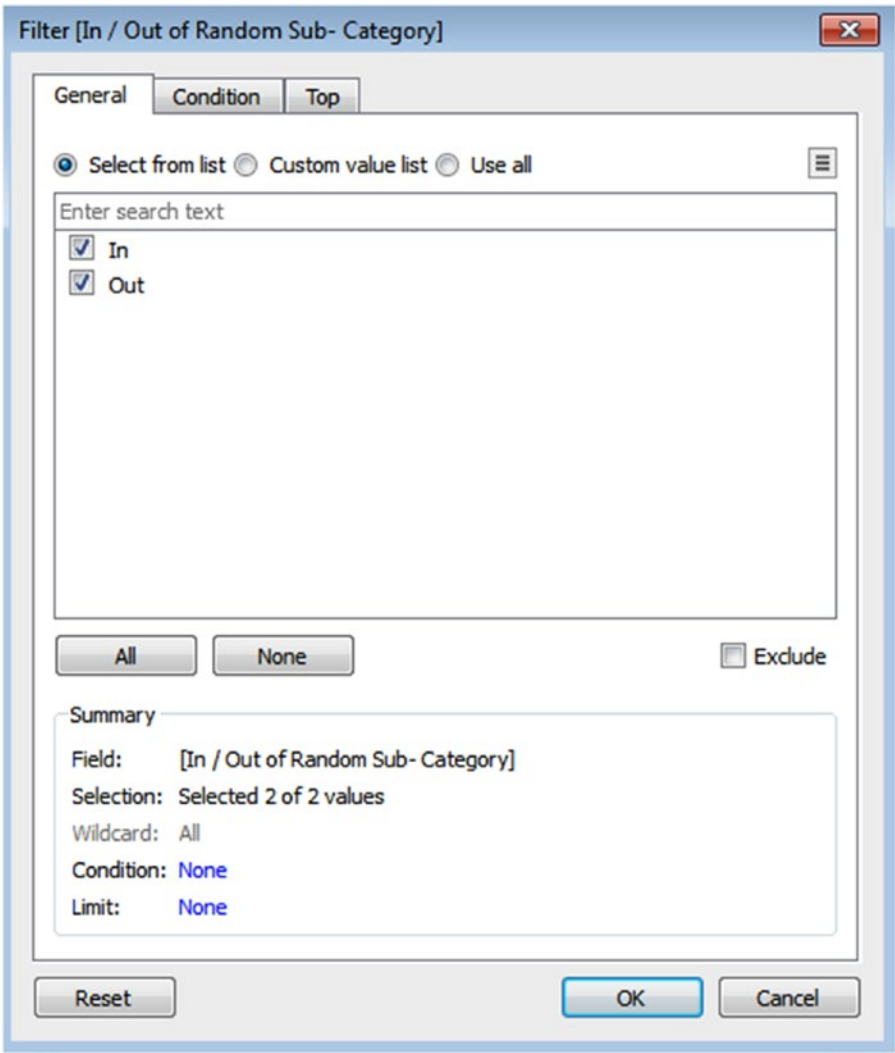 Filter [In / Out of Random Sub- Category]
General Condition Top
Select from list Custom value list Use all
Enter search text
In
Out
All None Exclude
Summary
Field: [In / Out of Random Sub- Category]
Selection: Selected 2 of 2 values
Wildcard: All
Condition: None
Limit: None
Reset OK Cancel